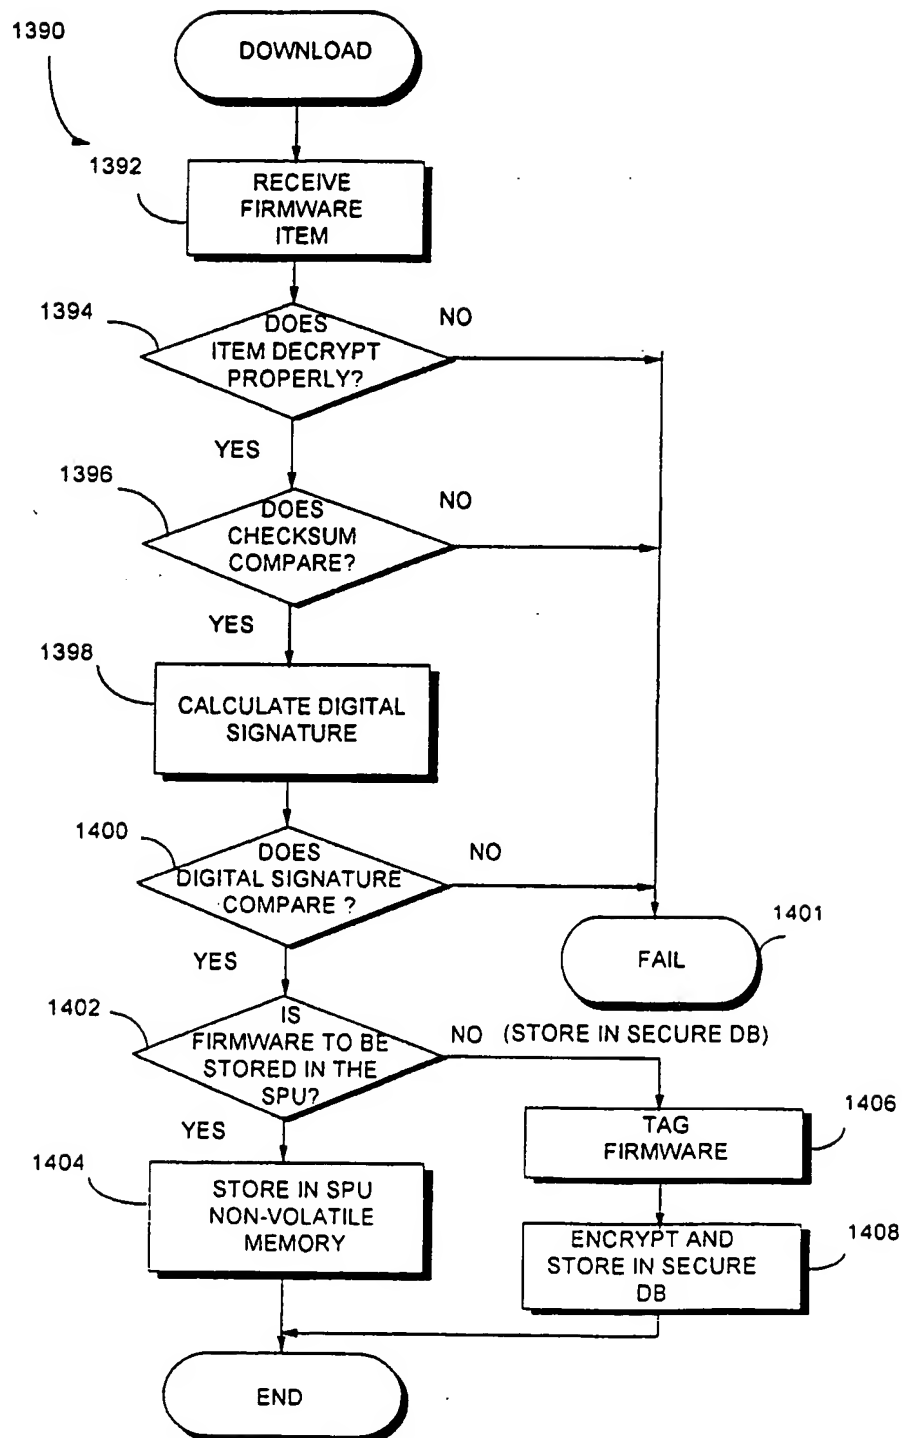 1390
DOWNLOAD
1392
RECEIVE
FIRMWARE
ITEM
1394
DOES
ITEM DECRYPT
PROPERLY?
NO
YES
1396
DOES
CHECKSUM
COMPARE?
NO
YES
1398
CALCULATE DIGITAL
SIGNATURE
1400
DOES
DIGITAL SIGNATURE
COMPARE ?
NO
1401
FAIL
YES
1402
IS
FIRMWARE TO BE
STORED IN THE
SPU?
NO (STORE IN SECURE DB)
YES
1406
TAG
FIRMWARE
1404
STORE IN SPU
NON-VOLATILE
MEMORY
1408
ENCRYPT AND
STORE IN SECURE
DB
END